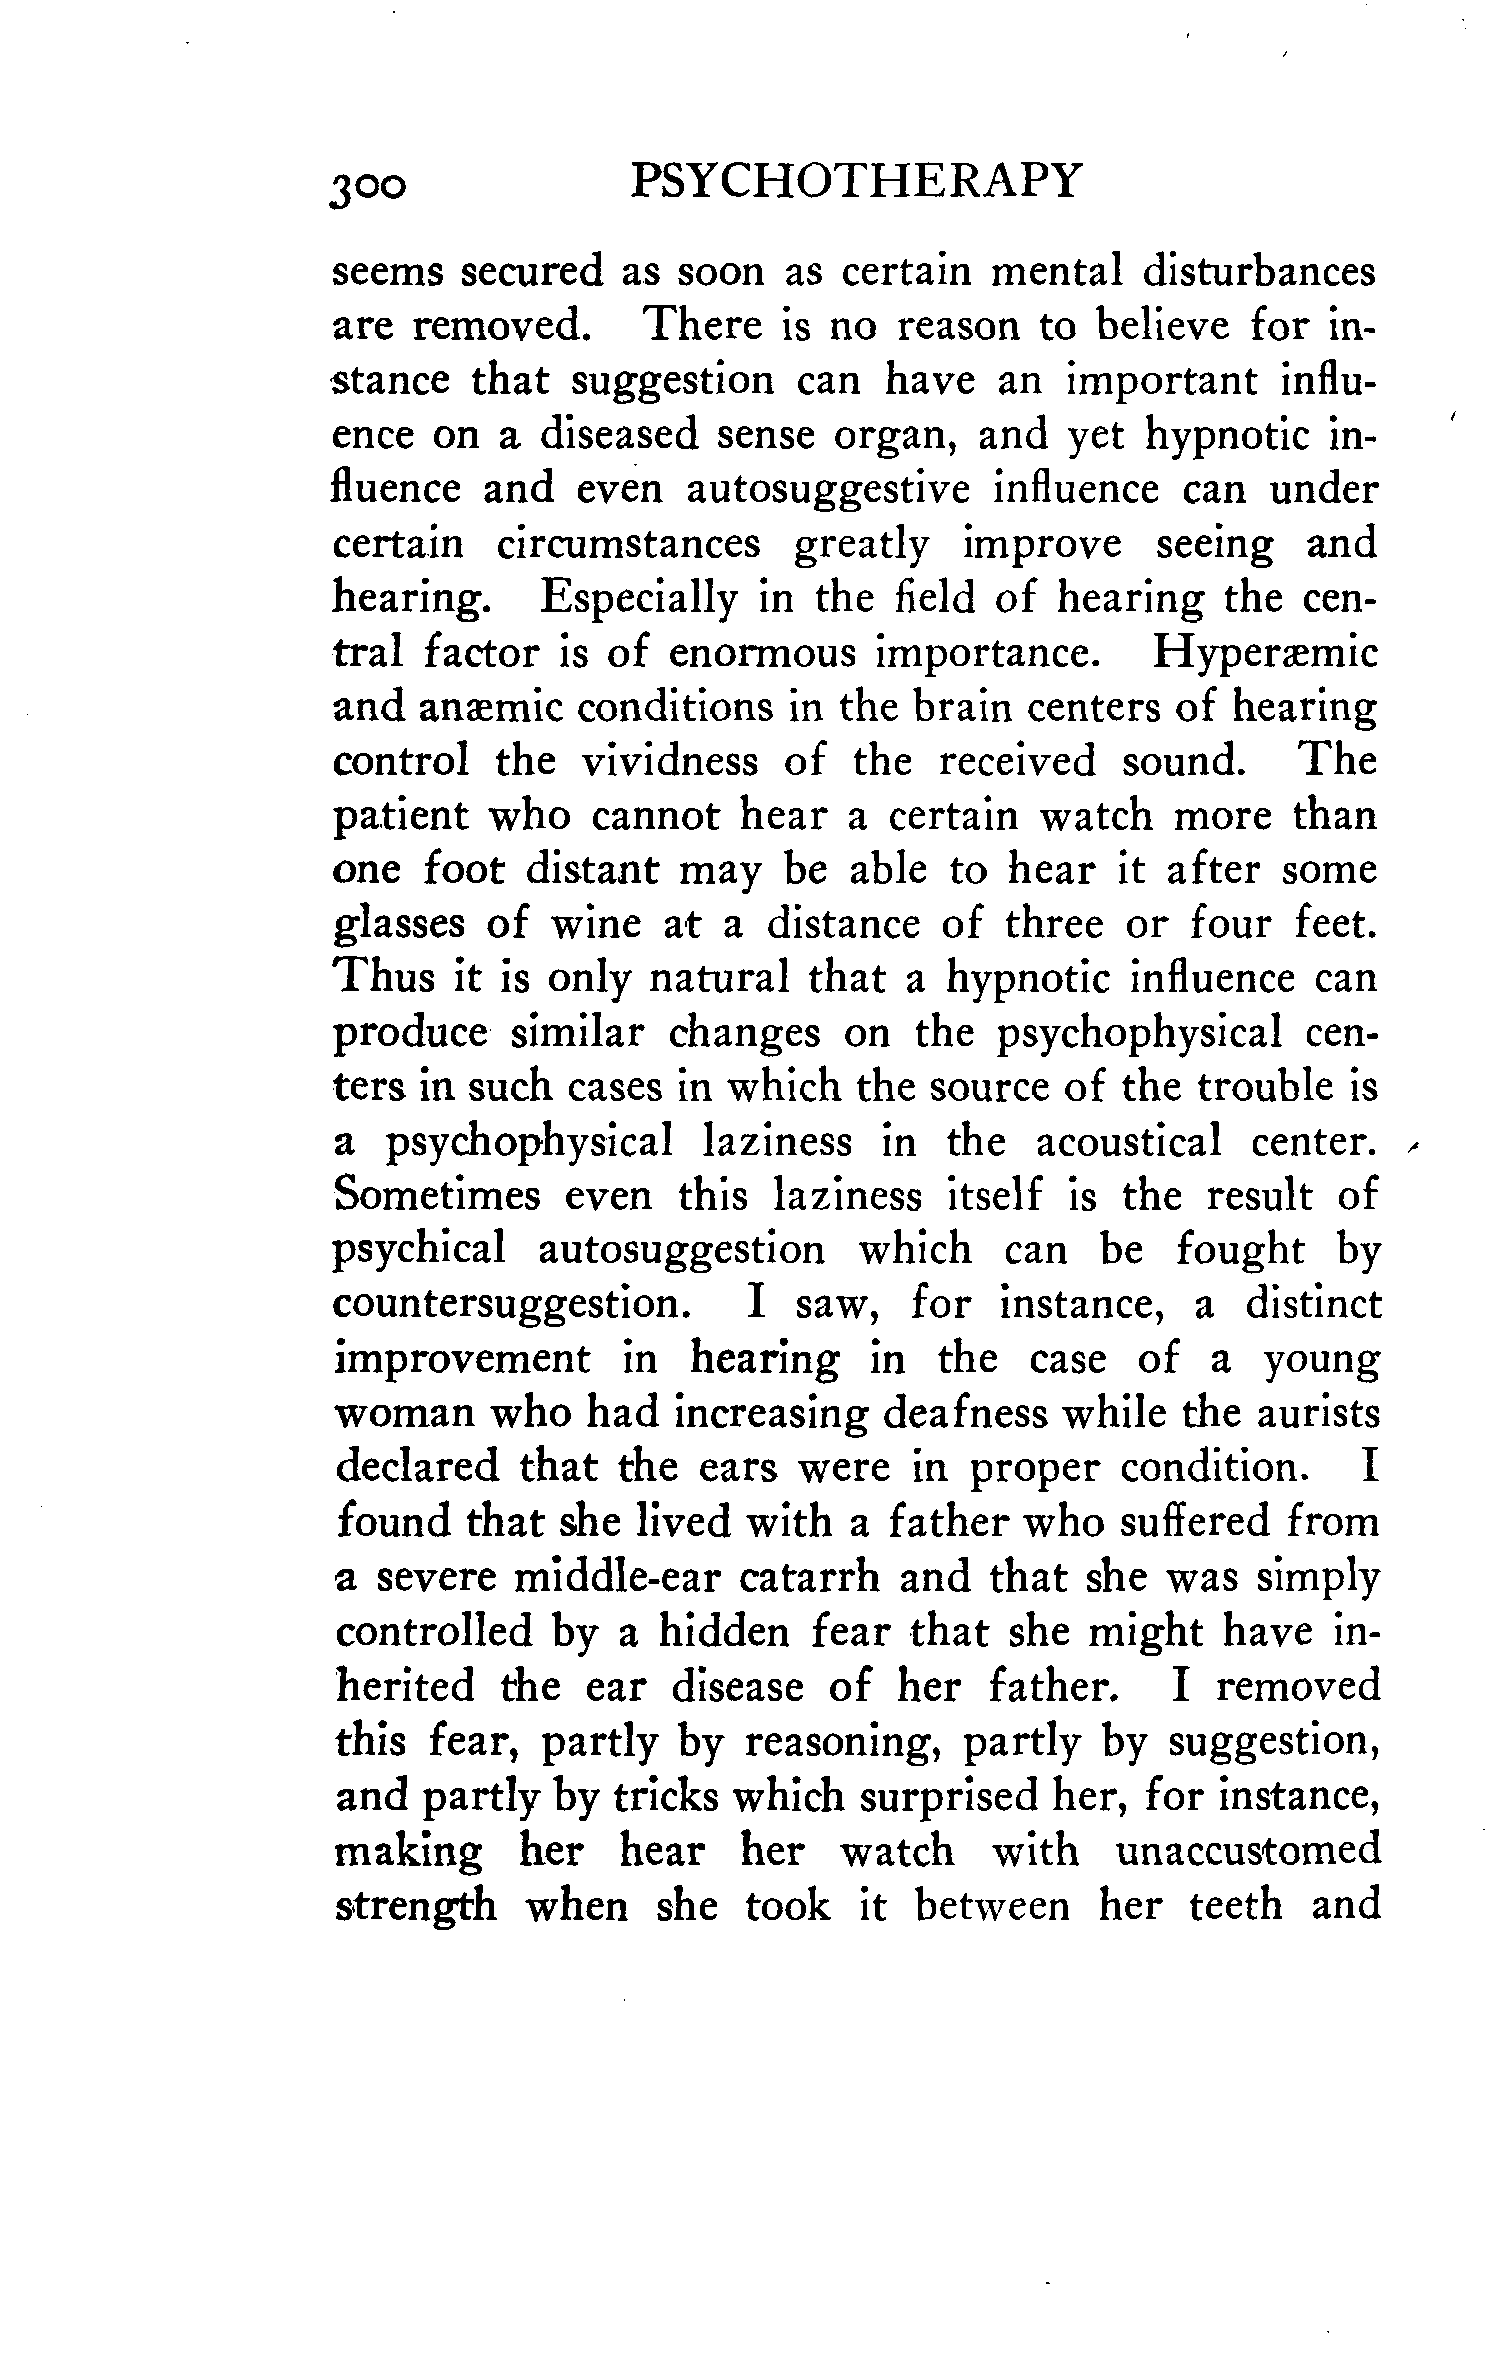 300 PSYCHOTHERAPY
seems secured as soon as certain mental disturbances
are removed. There is no reason to believe for in-
stance that suggestion can have an important influ-
ence on a diseased sense organ, and yet hypnotic in-
fluence and even autosuggestive influence can under
certain circumstances greatly improve seeing and
hearing. Especially in the field of hearing the cen-
tral factor is of enormous importance. Hyperæmic
and anæmic conditions in the brain centers of hearing
control the vividness of the received sound. The
patient who cannot hear a certain watch more than
one foot distant may be able to hear it after some
glasses of wine at a distance of three or four feet.
Thus it is only natural that a hypnotic influence can
produce similar changes on the psychophysical cen-
ters in such cases in which the source of the trouble is
a psychophysical laziness in the acoustical center.
Sometimes even this laziness itself is the result of
psychical autosuggestion which can be fought by
countersuggestion. I saw, for instance, a distinct
improvement in hearing in the case of a young
woman who had increasing deafness while the aurists
declared that the ears were in proper condition. I
found that she lived with a father who suffered from
a severe middle-ear catarrh and that she was simply
controlled by a hidden fear that she might have in-
herited the ear disease of her father. I removed
this fear, partly by reasoning, partly by suggestion,
and partly by tricks which surprised her, for instance,
making her hear her watch with unaccustomed
strength when she took it between her teeth and